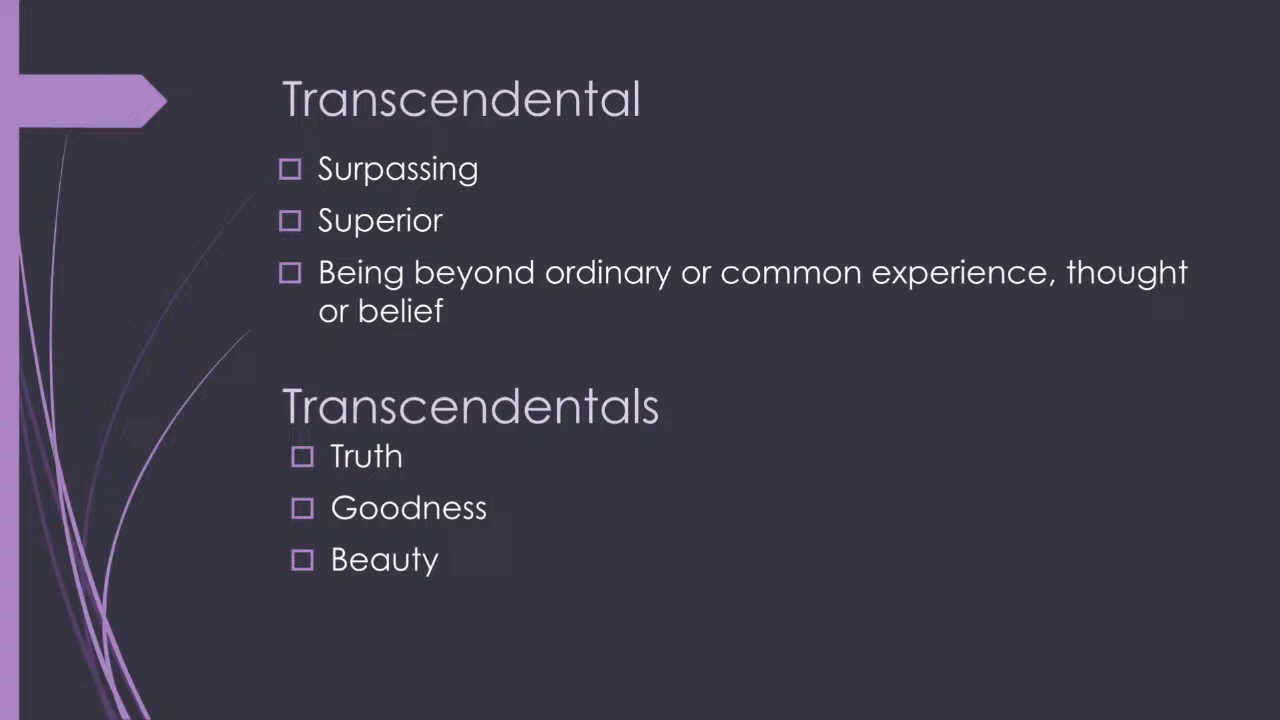 Transcendental
Surpassing
Superior
Being beyond ordinary or common experience, thought
or belief
Transcendentals
Truth
Goodness
Beauty